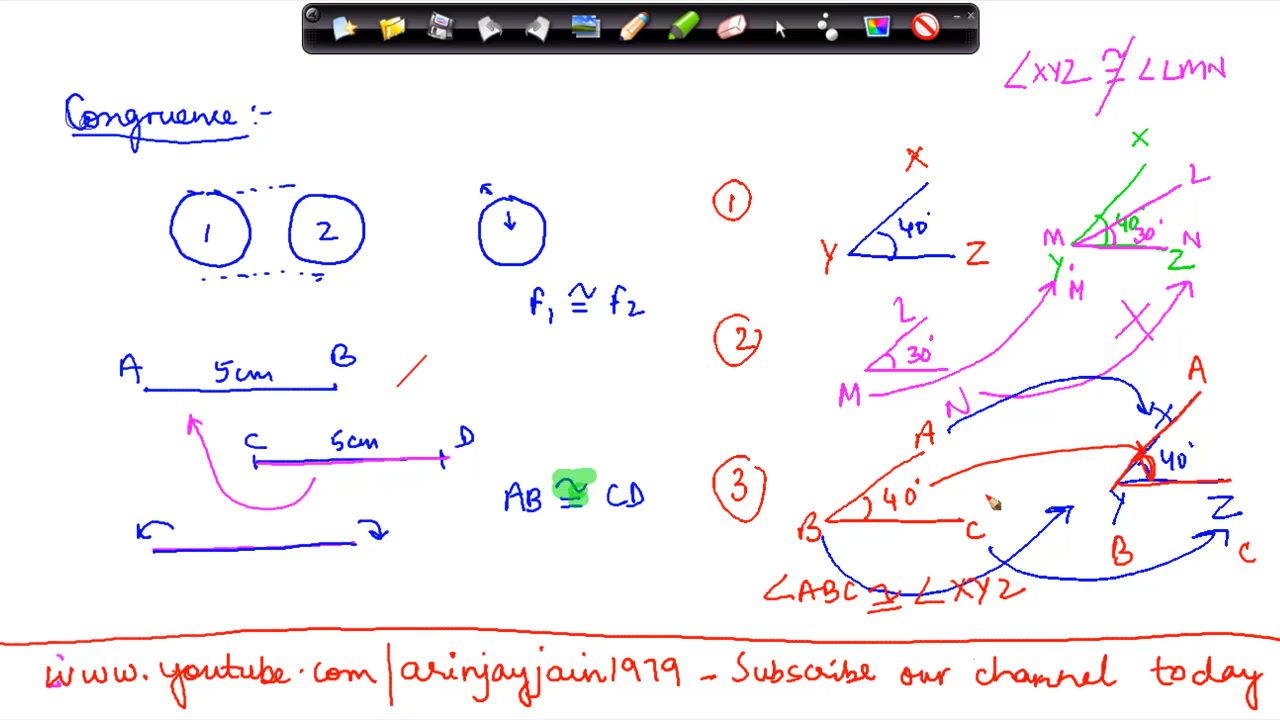 ∠XYZ ≇ ∠LMN
Congruence :-
1
2
F₁ ≅ F₂
A 5cm B
C 5cm D
AB ≅ CD
1
X
Y 40° Z
X
L
M 40° 30° N
Y Z
M
2
L
30°
M N
3
A
B 40° C
A
X
40°
Y Z
B C
∠ABC ≅ ∠XYZ
www.youtube.com/arinjayjain1979 - Subscribe our channel today